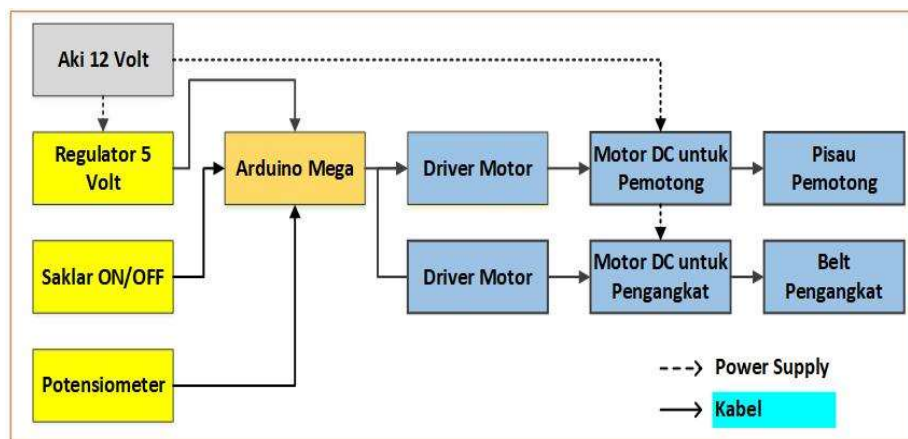 Aki 12 Volt
Regulator 5
Volt
Arduino Mega
Driver Motor
Motor DC untuk
Pemotong
Pisau
Pemotong
Saklar ON/OFF
Driver Motor
Motor DC untuk
Pengangkat
Belt
Pengangkat
Potensiometer
Power Supply
Kabel